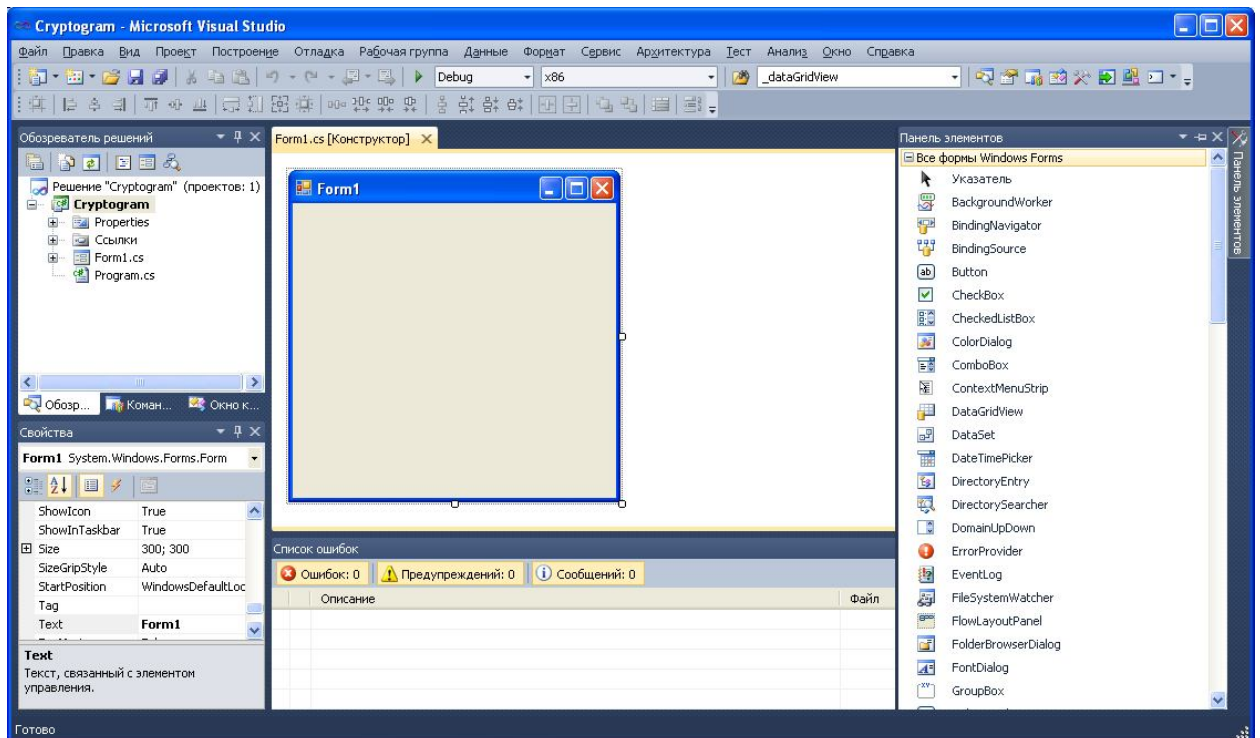 Cryptogram - Microsoft Visual Studio
Файл Правка Вид Проект Построение Отладка Рабочая группа Данные Формат Сервис Архитектура Тест Анализ Окно Справка
Debug x86 _dataGridView
Обозреватель решений
Решение "Cryptogram" (проектов: 1)
Cryptogram
Properties
Ссылки
Form1.cs
Program.cs
Обозр... Коман... Окно к...
Свойства
Form1 System.Windows.Forms.Form
ShowIcon True
ShowInTaskbar True
Size 300; 300
SizeGripStyle Auto
StartPosition WindowsDefaultLoc
Tag
Text Form1
Text
Текст, связанный с элементом
управления.
Form1.cs [Конструктор]
Form1
Список ошибок
Ошибок: 0 Предупреждений: 0 Сообщений: 0
Описание Файл
Панель элементов
Все формы Windows Forms
Указатель
BackgroundWorker
BindingNavigator
BindingSource
Button
CheckBox
CheckedListBox
ColorDialog
ComboBox
ContextMenuStrip
DataGridView
DataSet
DateTimePicker
DirectoryEntry
DirectorySearcher
DomainUpDown
ErrorProvider
EventLog
FileSystemWatcher
FlowLayoutPanel
FolderBrowserDialog
FontDialog
GroupBox
Панель элементов
Готово